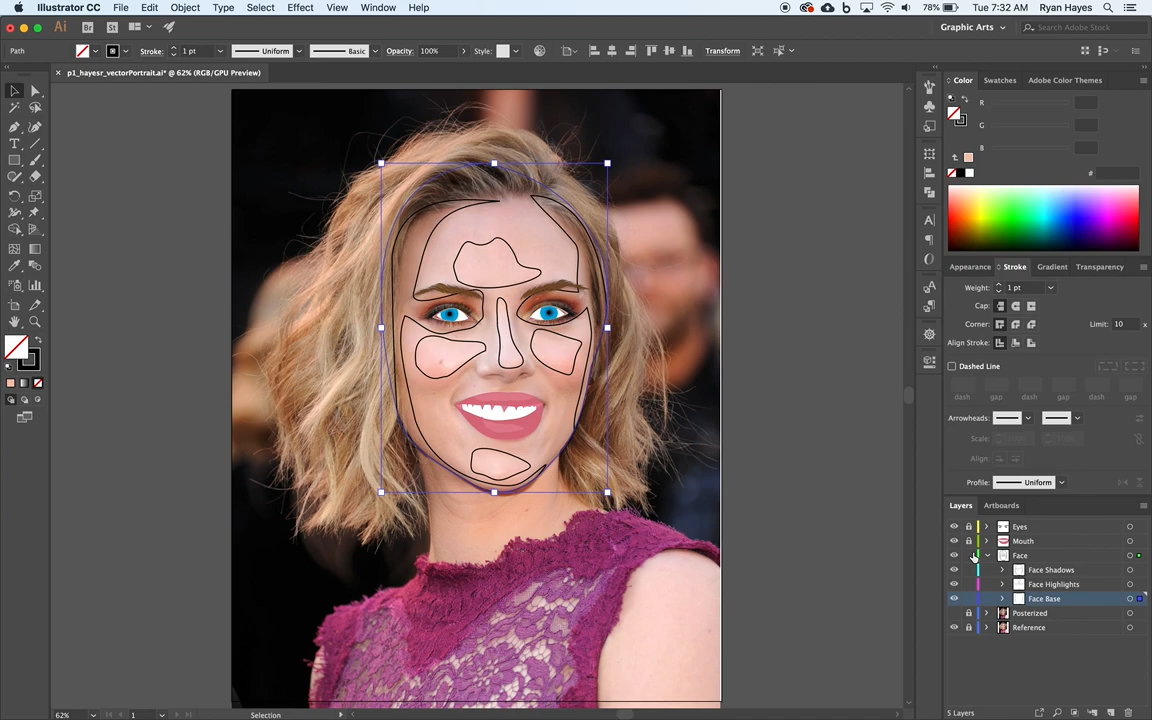 Illustrator CC File Edit Object Type Select Effect View Window Help 78% Tue 7:32 AM Ryan Hayes
Ai Br St Graphic Arts Search Adobe Stock
Path Stroke: 1 pt Uniform Basic Opacity: 100% Style: Transform
× p1_hayesr_vectorPortrait.ai* @ 62% (RGB/GPU Preview)
Color Swatches Adobe Color Themes
R
G
B
#
Appearance Stroke Gradient Transparency
Weight: 1 pt
Cap:
Corner: Limit: 10 x
Align Stroke:
Dashed Line
dash gap dash gap dash gap
Arrowheads:
Scale:
Align:
Profile: Uniform
Layers Artboards
Eyes
Mouth
Face
Face Shadows
Face Highlights
Face Base
Posterized
Reference
62% 1 Selection 5 Layers